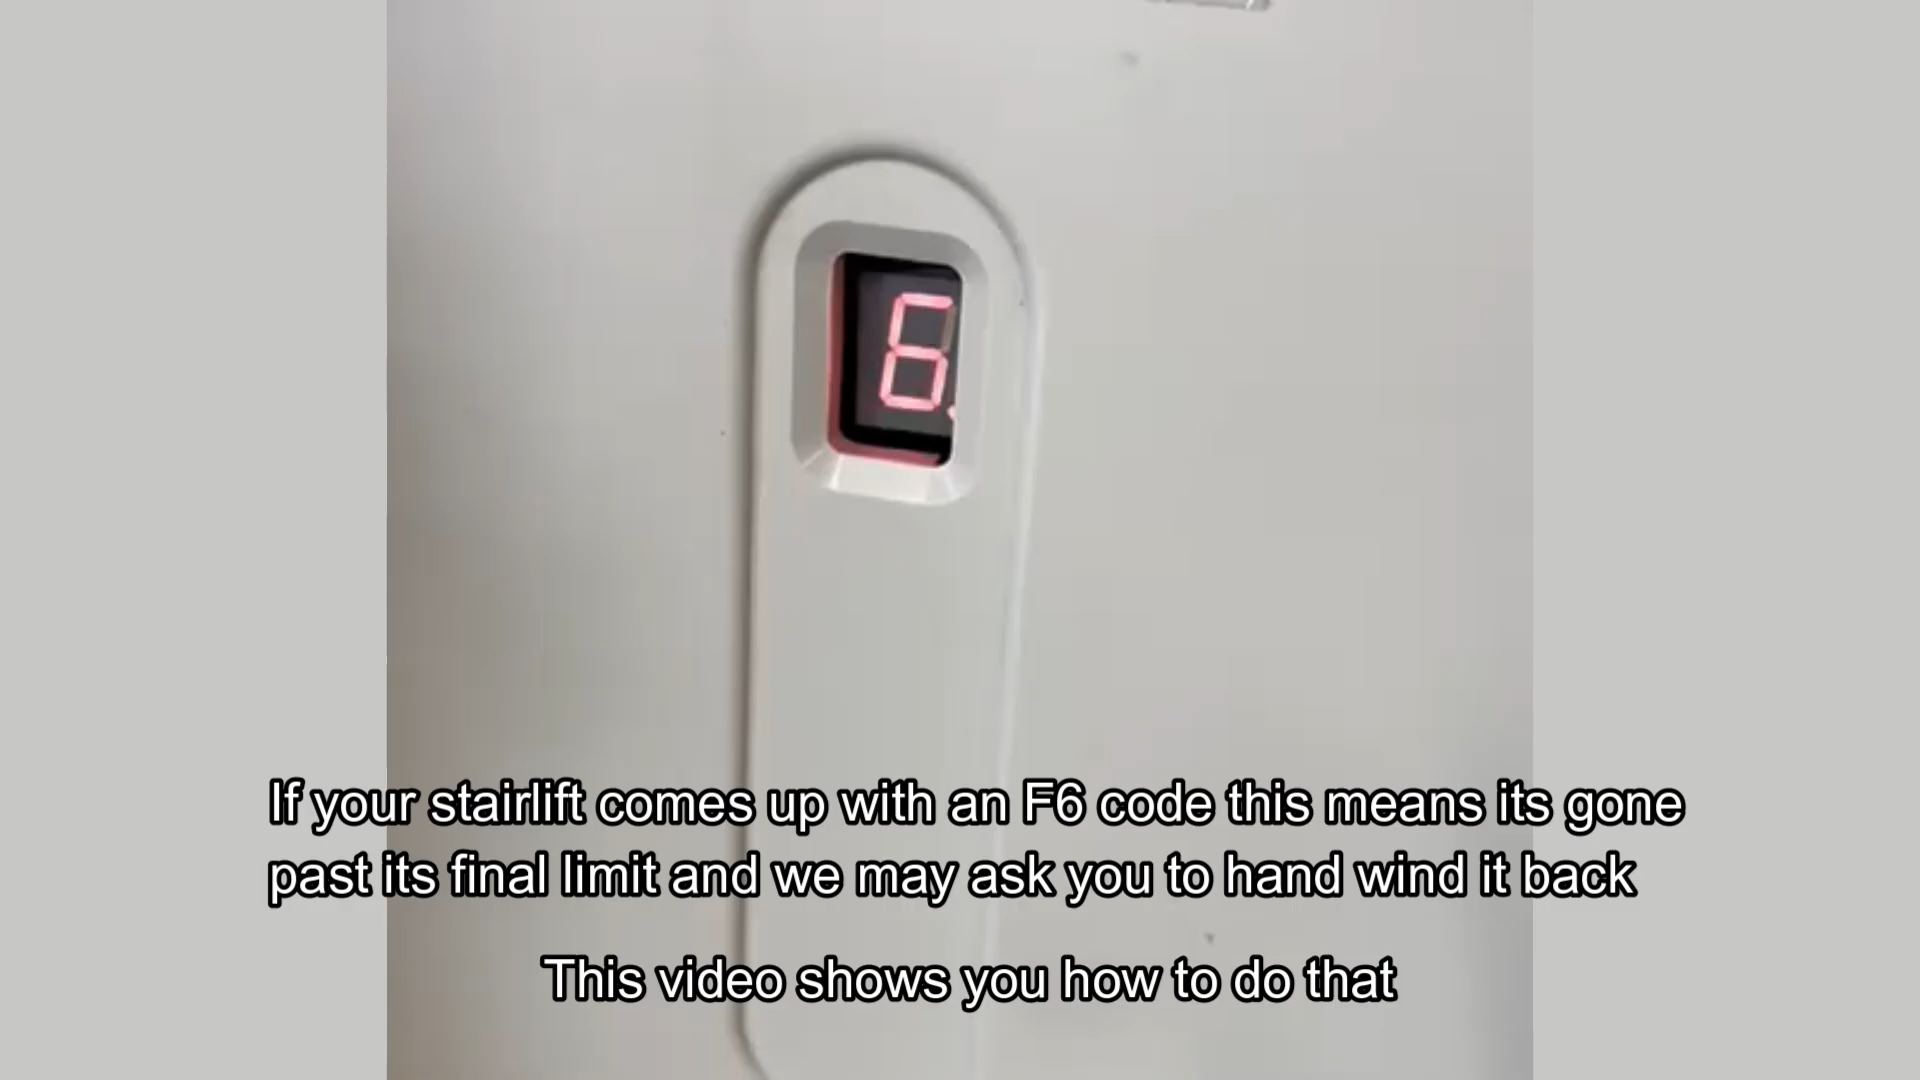 6.
If your stairlift comes up with an F6 code this means its gone
past its final limit and we may ask you to hand wind it back
This video shows you how to do that